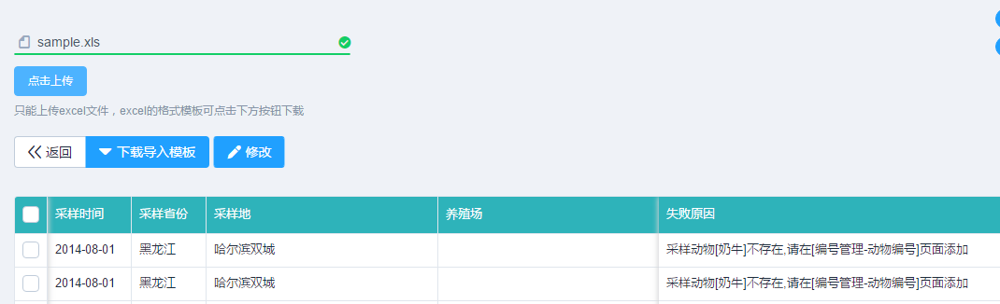 sample.xls
点击上传
只能上传excel文件，excel的格式模板可点击下方按钮下载
返回 下载导入模板 修改
采样时间 采样省份 采样地 养殖场 失败原因
2014-08-01 黑龙江 哈尔滨双城 采样动物[奶牛]不存在,请在[编号管理-动物编号]页面添加
2014-08-01 黑龙江 哈尔滨双城 采样动物[奶牛]不存在,请在[编号管理-动物编号]页面添加